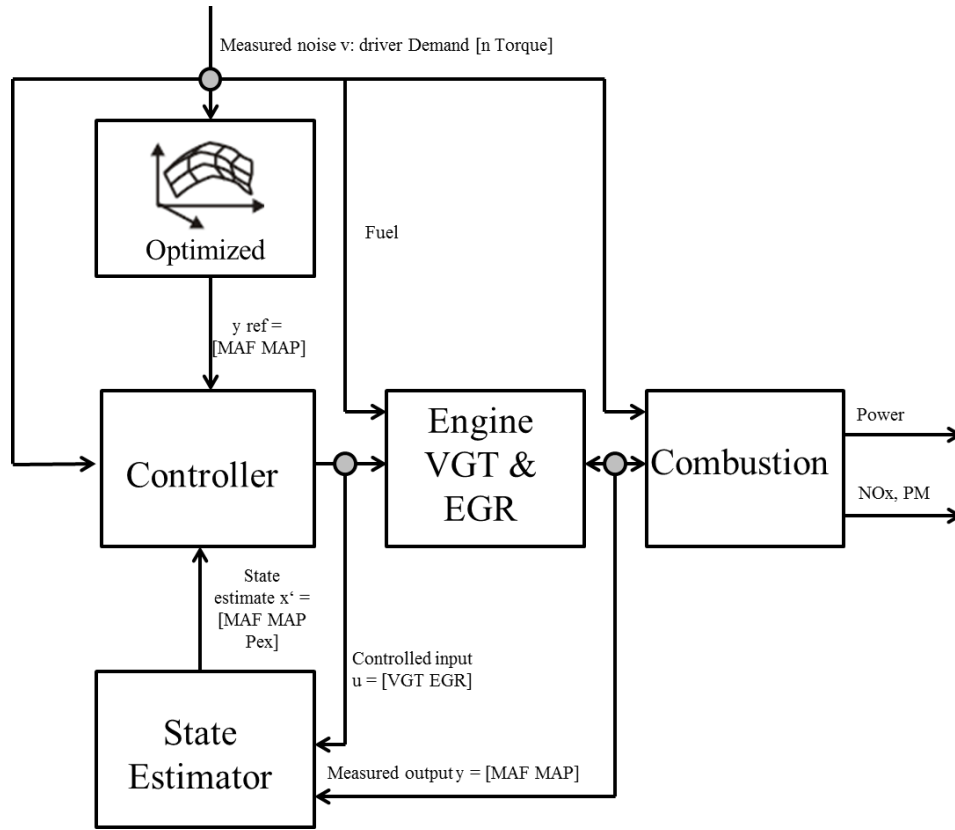 Measured noise v: driver Demand [n Torque]
Optimized
Fuel
y ref =
[MAF MAP]
Controller
Engine
VGT &
EGR
Combustion
Power
NOx, PM
State
estimate x‘ =
[MAF MAP
Pex]
Controlled input
u = [VGT EGR]
State
Estimator
Measured output y = [MAF MAP]